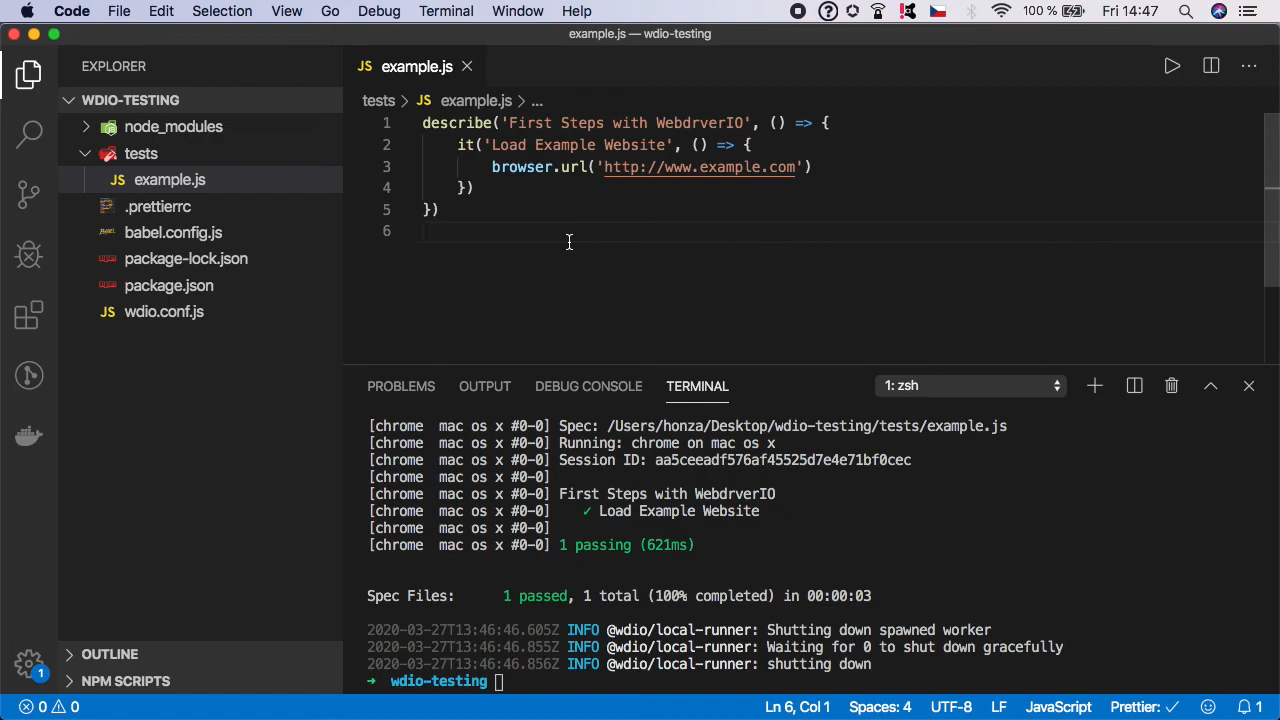 Code File Edit Selection View Go Debug Terminal Window Help 100 % Fri 14:47
example.js — wdio-testing
EXPLORER
WDIO-TESTING
node_modules
tests
JS example.js
.prettierrc
BABEL babel.config.js
package-lock.json
package.json
JS wdio.conf.js
OUTLINE
NPM SCRIPTS
1
JS example.js
tests > JS example.js > ...
1 describe('First Steps with WebdrverIO', () => {
2 it('Load Example Website', () => {
3 browser.url('http://www.example.com')
4 })
5 })
6
PROBLEMS OUTPUT DEBUG CONSOLE TERMINAL 1: zsh
[chrome  mac os x #0-0] Spec: /Users/honza/Desktop/wdio-testing/tests/example.js
[chrome  mac os x #0-0] Running: chrome on mac os x
[chrome  mac os x #0-0] Session ID: aa5ceeadf576af45525d7e4e71bf0cec
[chrome  mac os x #0-0]
[chrome  mac os x #0-0] First Steps with WebdrverIO
[chrome  mac os x #0-0] ✓ Load Example Website
[chrome  mac os x #0-0]
[chrome  mac os x #0-0] 1 passing (621ms)
Spec Files: 1 passed, 1 total (100% completed) in 00:00:03
2020-03-27T13:46:46.605Z INFO @wdio/local-runner: Shutting down spawned worker
2020-03-27T13:46:46.855Z INFO @wdio/local-runner: Waiting for 0 to shut down gracefully
2020-03-27T13:46:46.856Z INFO @wdio/local-runner: shutting down
→ wdio-testing
0 0 Ln 6, Col 1 Spaces: 4 UTF-8 LF JavaScript Prettier: ✓ 1